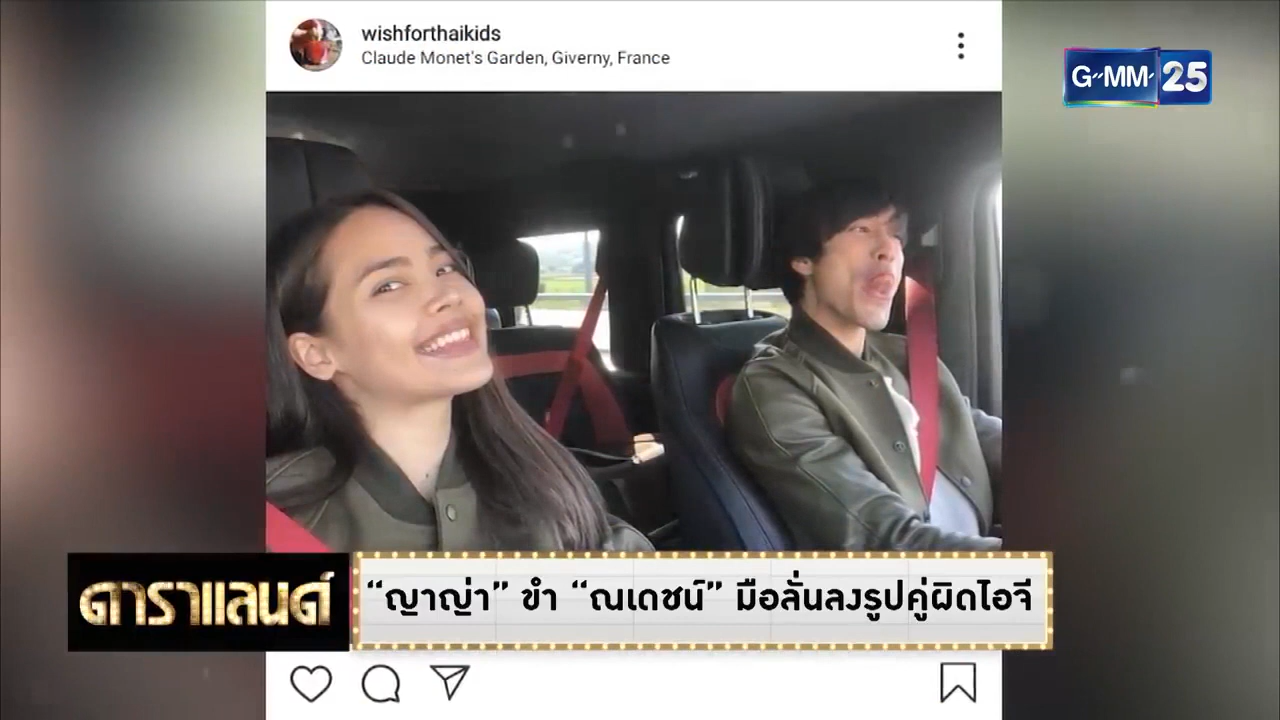 wishforthaikids
Claude Monet's Garden, Giverny, France
GMM 25
ดาราแลนด์
“ญาญ่า” ขำ “ณเดชน์” มือลั่นลงรูปคู่ผิดไอจี